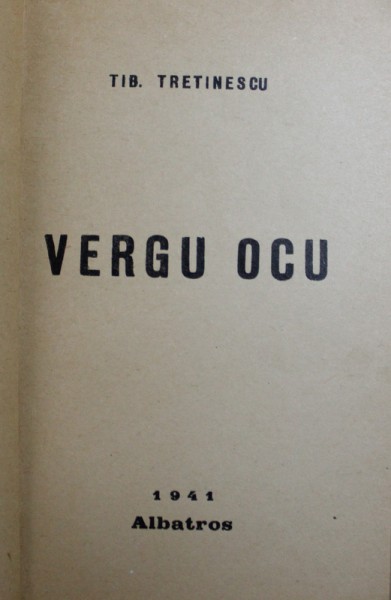 TIB. TRETINESCU
VERGU OCU
1941
Albatros